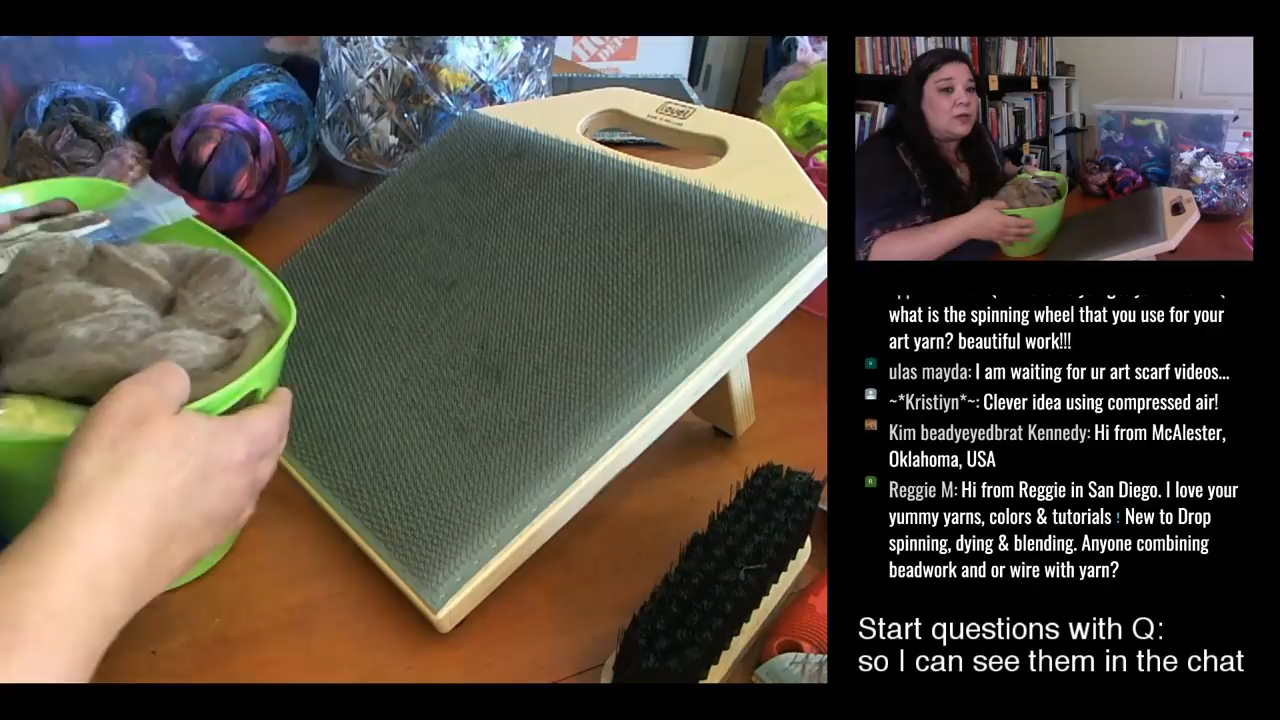 HOME
DEPOT
Louet
what is the spinning wheel that you use for your
art yarn? beautiful work!!!
ulas mayda: I am waiting for ur art scarf videos...
~*Kristiyn*~: Clever idea using compressed air!
Kim beadyeyedbrat Kennedy: Hi from McAlester,
Oklahoma, USA
Reggie M: Hi from Reggie in San Diego. I love your
yummy yarns, colors & tutorials ! New to Drop
spinning, dying & blending. Anyone combining
beadwork and or wire with yarn?
Start questions with Q:
so I can see them in the chat